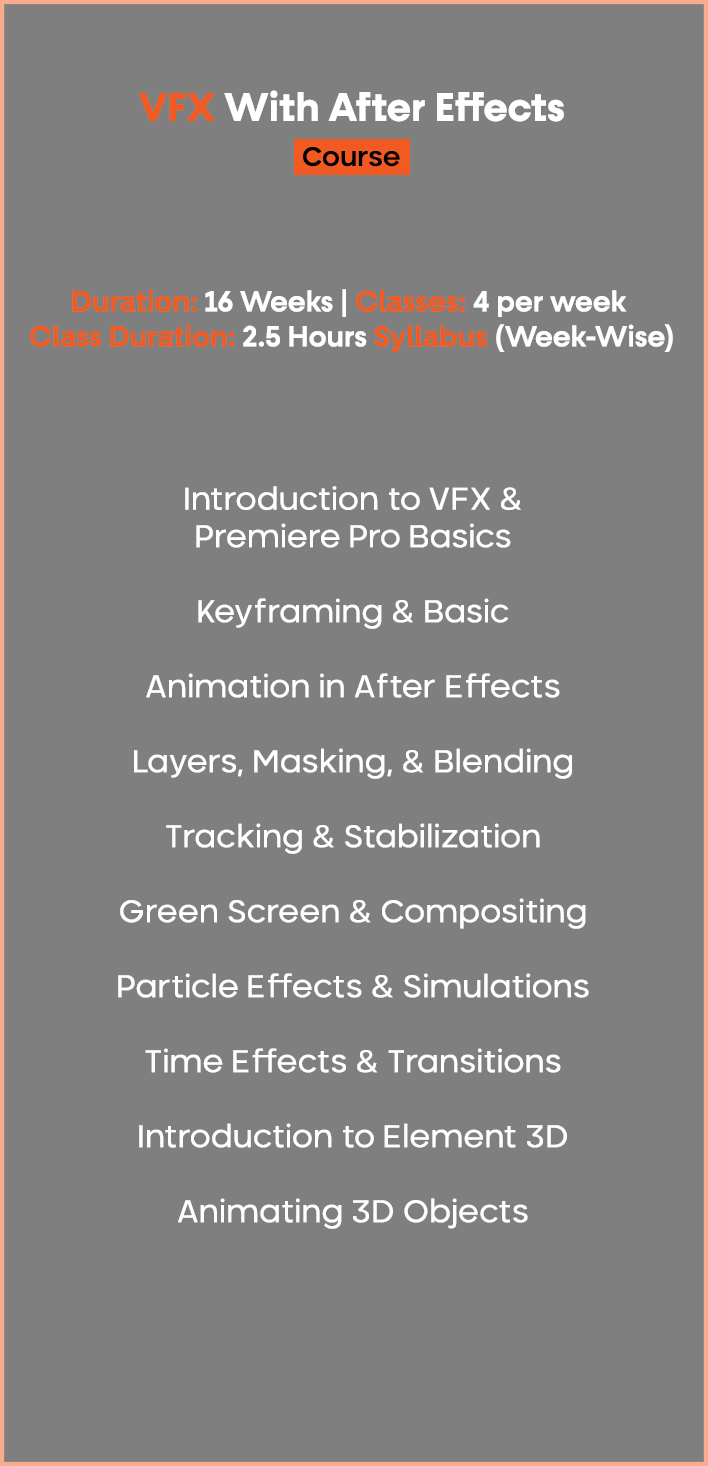 VFX With After Effects
Course
Duration: 16 Weeks | Classes: 4 per week
Class Duration: 2.5 Hours Syllabus (Week-Wise)
Introduction to VFX &
Premiere Pro Basics
Keyframing & Basic
Animation in After Effects
Layers, Masking, & Blending
Tracking & Stabilization
Green Screen & Compositing
Particle Effects & Simulations
Time Effects & Transitions
Introduction to Element 3D
Animating 3D Objects